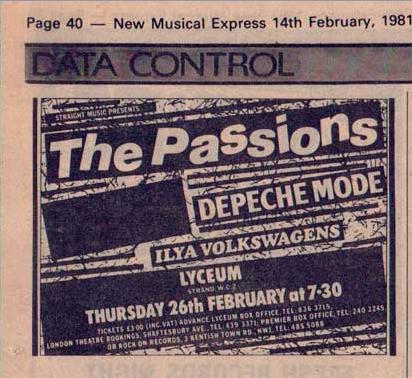 Page 40 — New Musical Express 14th February, 1981
DATA CONTROL
STRAIGHT MUSIC PRESENTS
The Passions
DEPECHE MODE
ILYA VOLKSWAGENS
LYCEUM
STRAND, W.C.2
THURSDAY 26th FEBRUARY at 7·30
TICKETS £3·00 (INC. VAT) ADVANCE LYCEUM BOX OFFICE, TEL: 836 3715,
LONDON THEATRE BOOKINGS, SHAFTESBURY AVE., TEL: 439 3371, PREMIER BOX OFFICE, TEL: 240 2245
OR ROCK ON RECORDS, 3 KENTISH TOWN RD., NW1, TEL: 485 5088